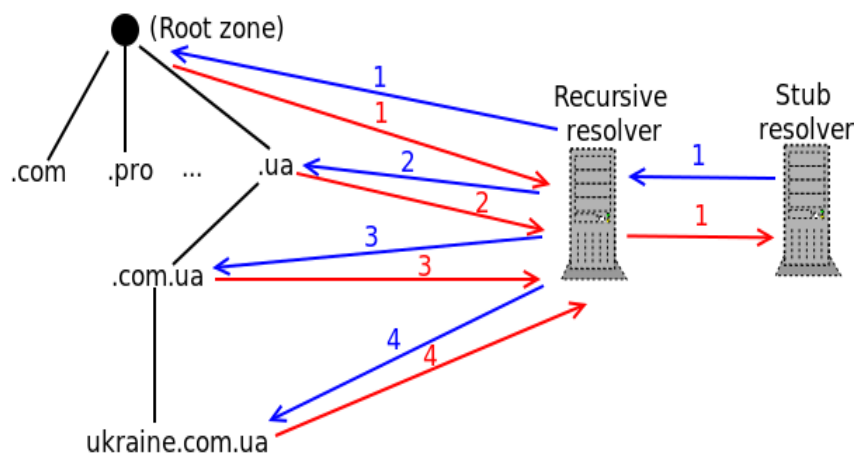 (Root zone)
1
1
Recursive
resolver
Stub
resolver
.com
.pro
...
.ua
2
2
1
1
3
3
.com.ua
4
4
ukraine.com.ua